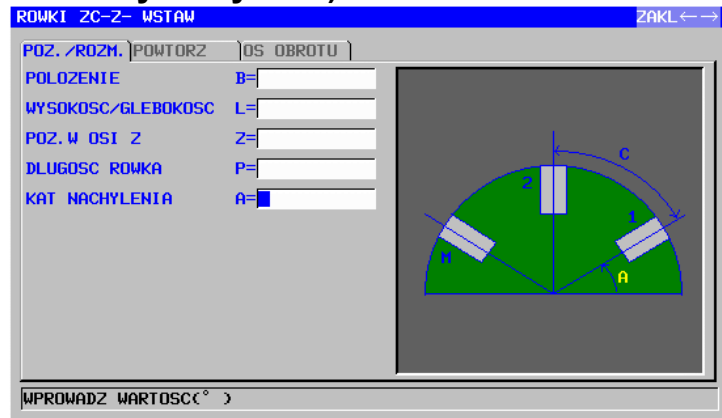 ROWKI ZC-Z- WSTAW ZAKL←→
POZ./ROZM. POWTORZ OS OBROTU
POLOZENIE B=
WYSOKOSC/GLEBOKOSC L=
POZ.W OSI Z Z=
DLUGOSC ROWKA P=
KAT NACHYLENIA A=
C
2
1
M
A
WPROWADZ WARTOSC(° )